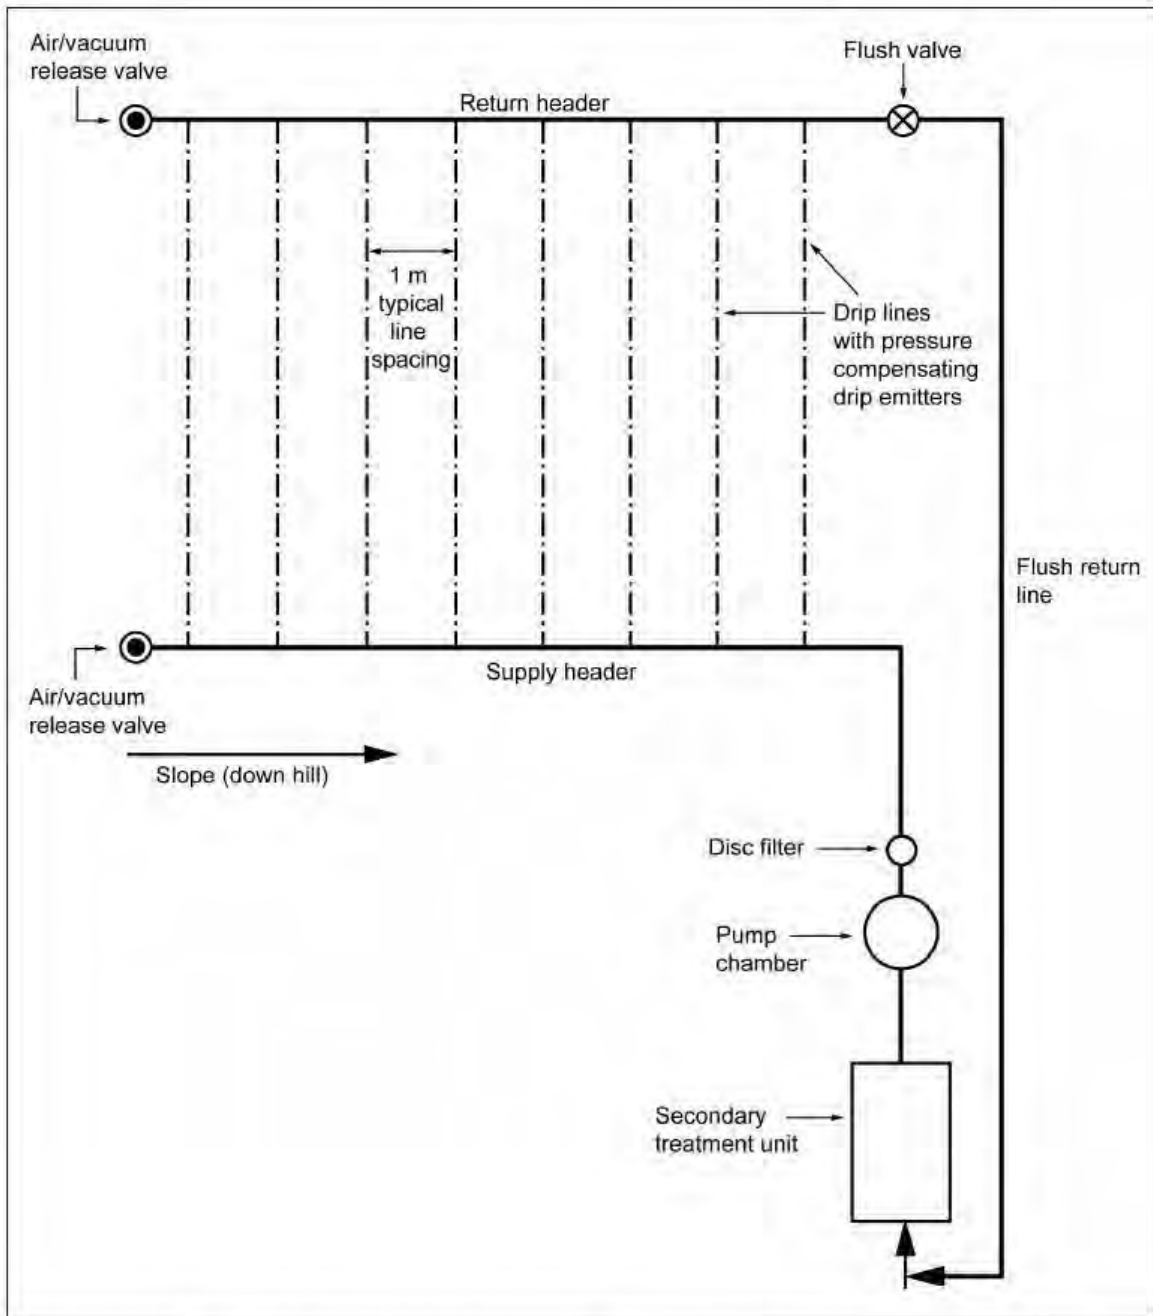 Air/vacuum
release valve
Flush valve
Return header
1 m
typical
line
spacing
Drip lines
with pressure
compensating
drip emitters
Flush return
line
Supply header
Air/vacuum
release valve
Slope (down hill)
Disc filter
Pump
chamber
Secondary
treatment unit